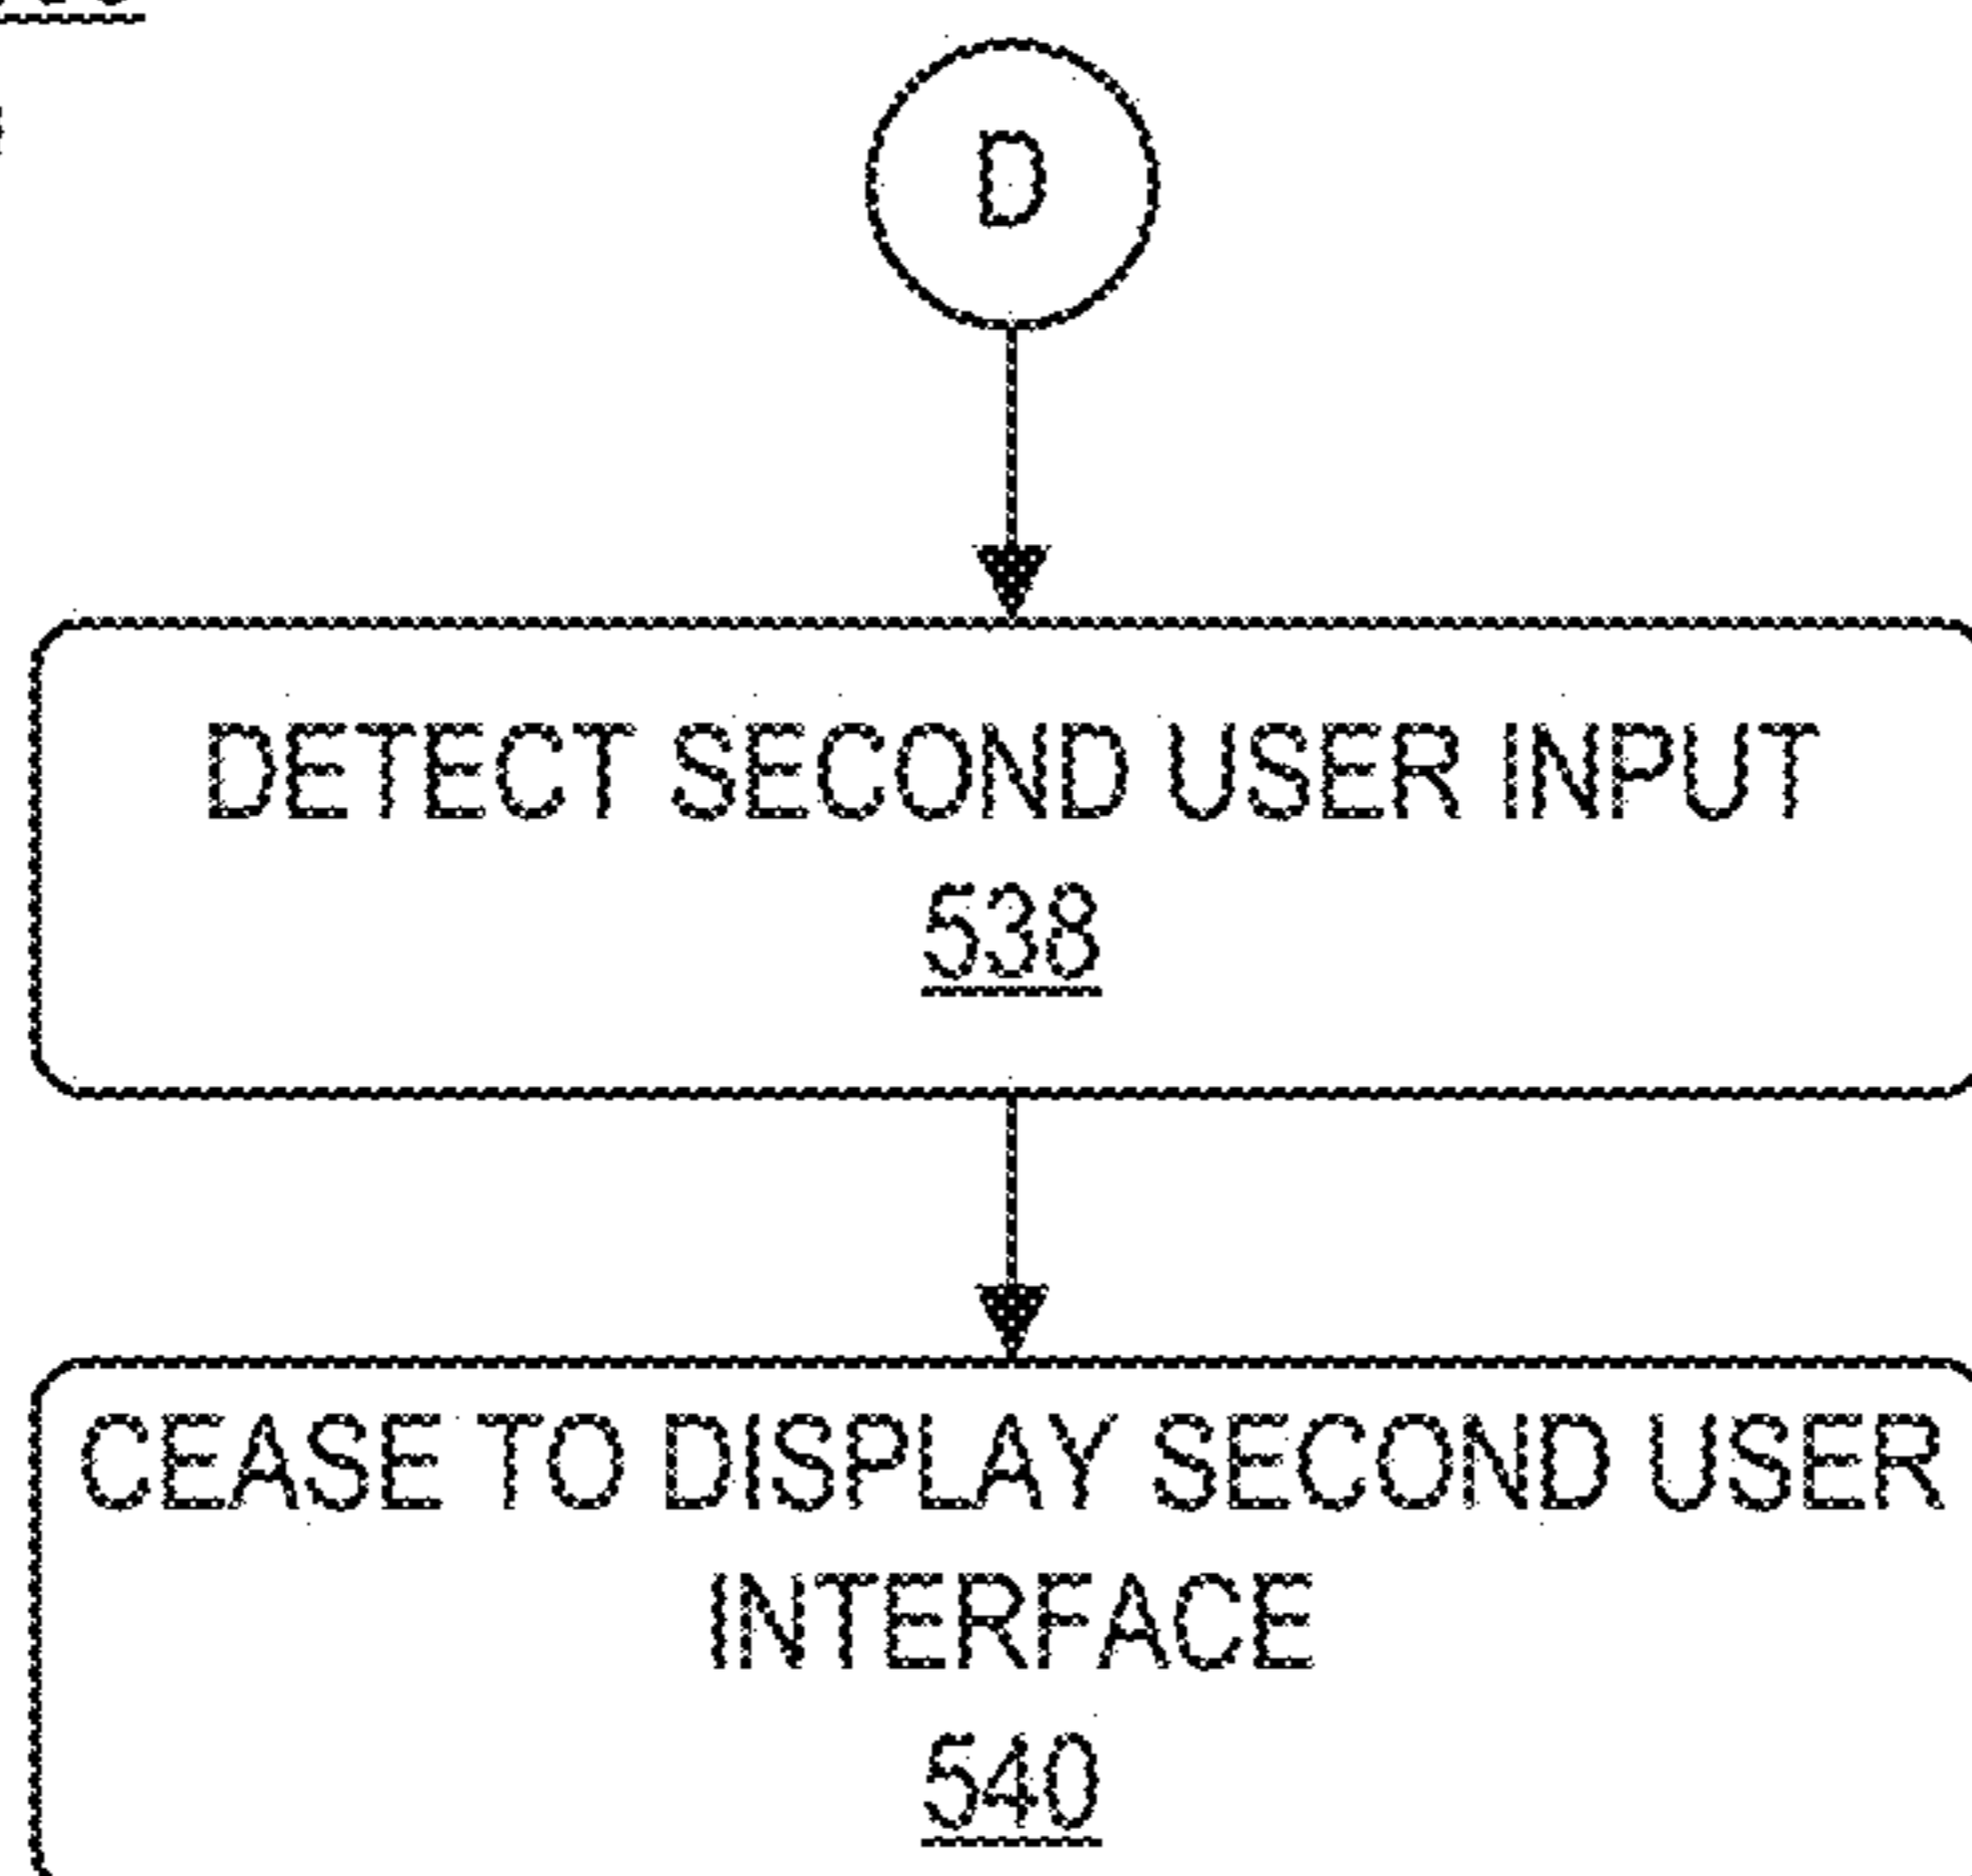 D
DETECT SECOND USER INPUT
538
CEASE TO DISPLAY SECOND USER
INTERFACE
540